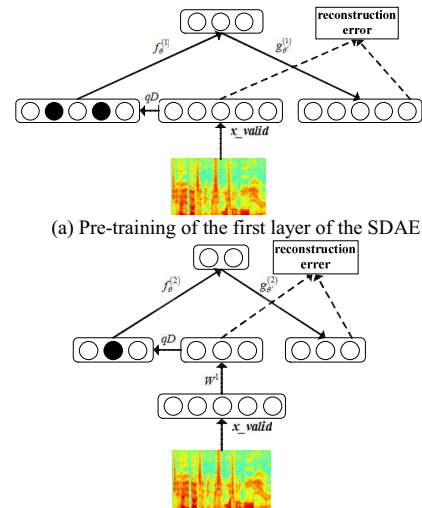 reconstruction
error
f_θ^(1)
g_θ'^(1)
qD
x_valid
(a) Pre-training of the first layer of the SDAE
reconstruction
errer
f_θ^(2)
g_θ'^(2)
qD
W^1
x_valid